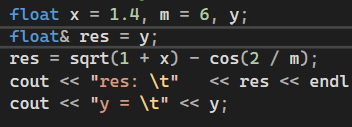 float x = 1.4, m = 6, y;
float& res = y;
res = sqrt(1 + x) - cos(2 / m);
cout << "res: \t"   << res << endl
cout << "y = \t" << y;